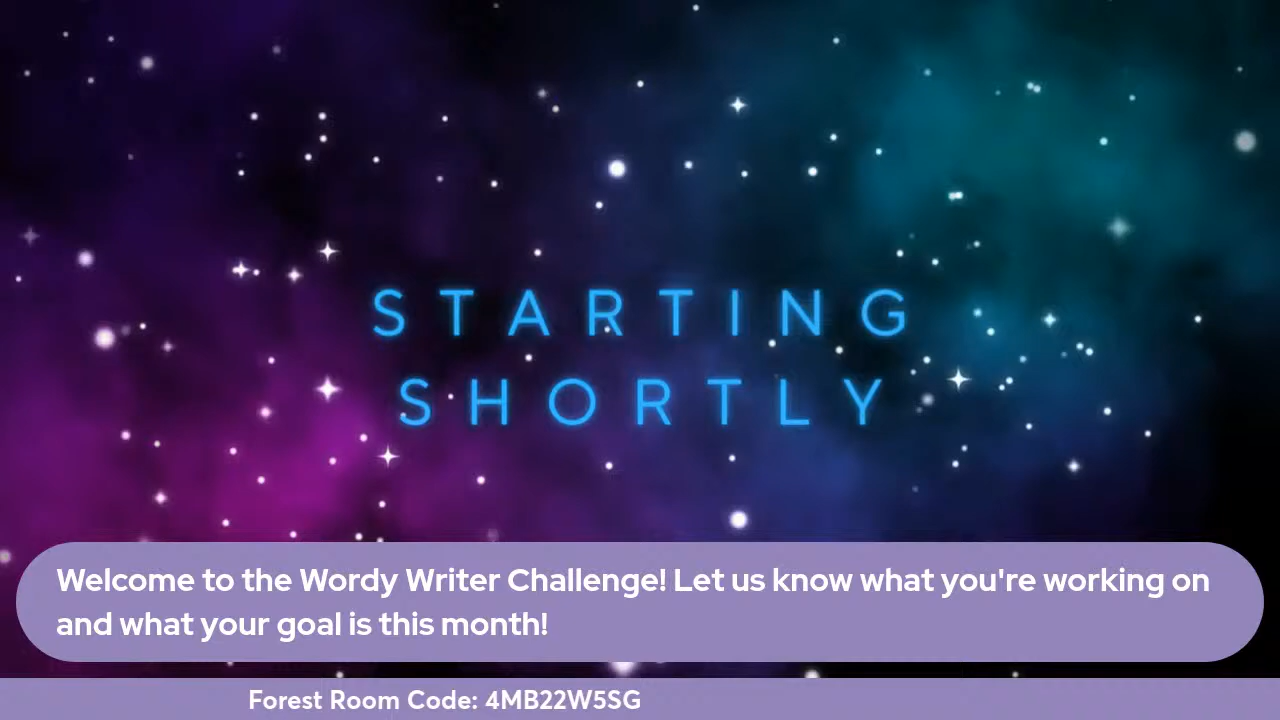 STARTING
SHORTLY
Welcome to the Wordy Writer Challenge! Let us know what you're working on
and what your goal is this month!
Forest Room Code: 4MB22W5SG